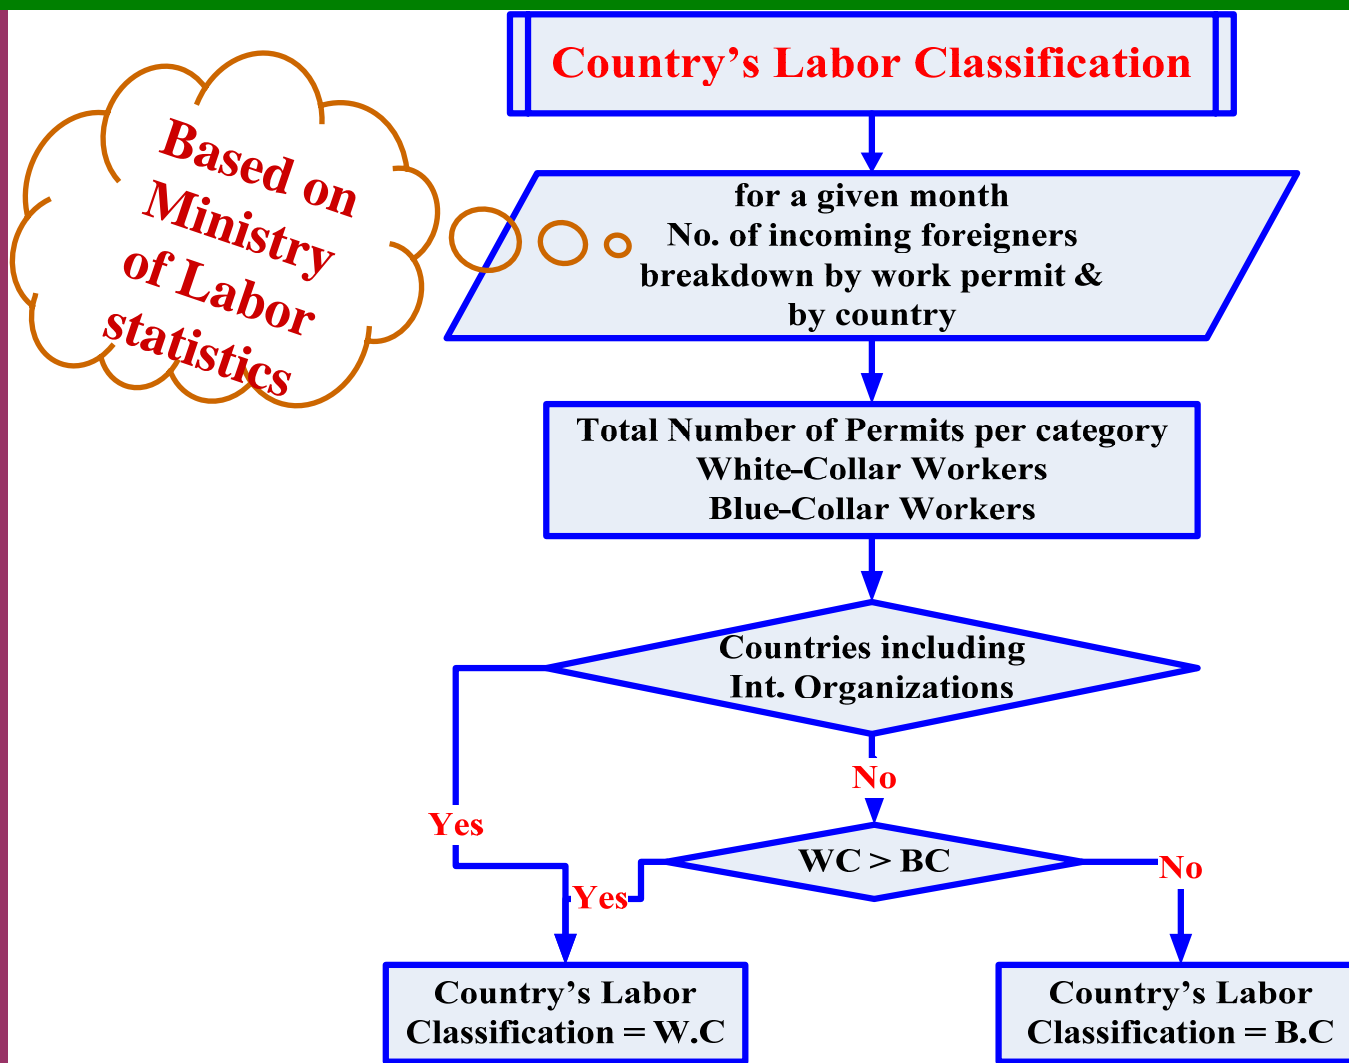 Country's Labor Classification
Based on
Ministry
of Labor
statistics
for a given month
No. of incoming foreigners
breakdown by work permit &
by country
Total Number of Permits per category
White-Collar Workers
Blue-Collar Workers
Countries including
Int. Organizations
No
Yes
WC > BC
No
Yes
Country's Labor
Classification = W.C
Country's Labor
Classification = B.C